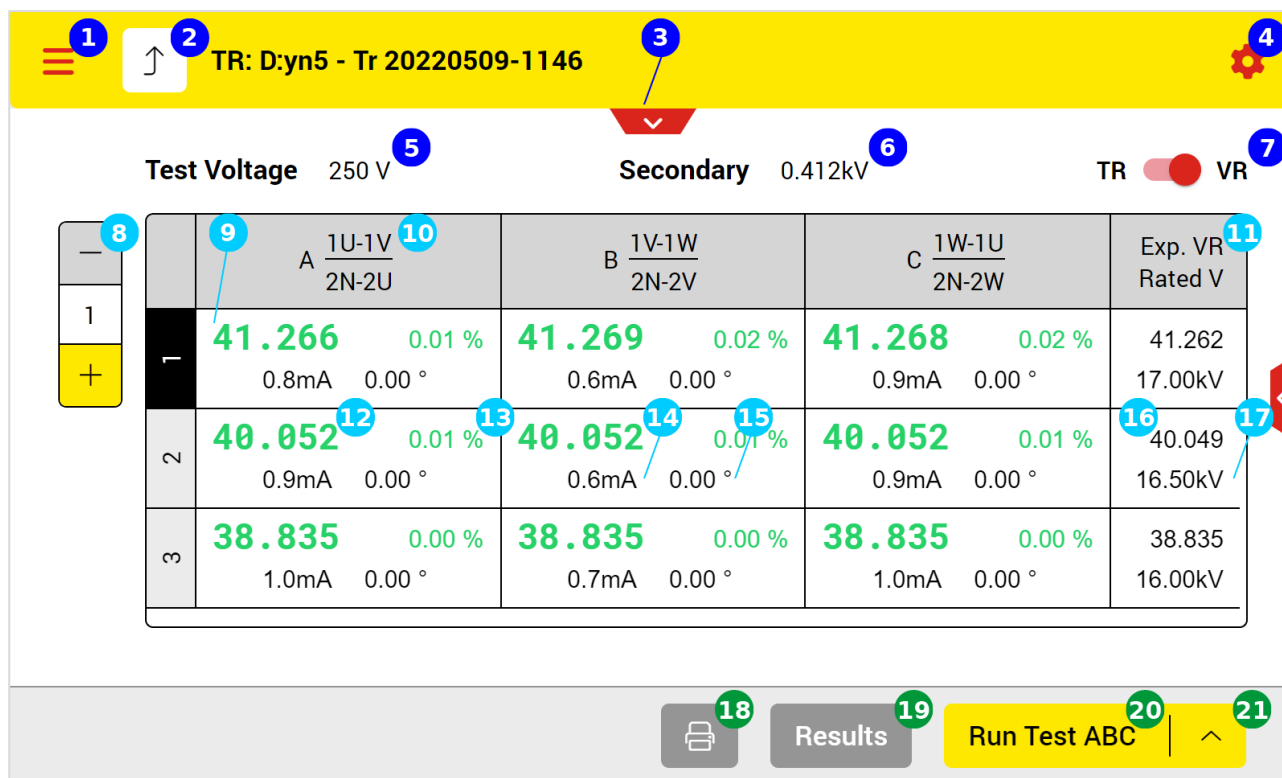 1 2 3 4
TR: D:yn5 - Tr 20220509-1146
5 6 7
Test Voltage 250 V Secondary 0.412kV TR VR
8 9 10 11
A 1U-1V B 1V-1W C 1W-1U Exp. VR
2N-2U 2N-2V 2N-2W Rated V
— 1 +
1 41.266 0.01 % 41.269 0.02 % 41.268 0.02 % 41.262
0.8mA 0.00 ° 0.6mA 0.00 ° 0.9mA 0.00 ° 17.00kV
12 13 14 15 16 17
2 40.052 0.01 % 40.052 0.01 % 40.052 0.01 % 40.049
0.9mA 0.00 ° 0.6mA 0.00 ° 0.9mA 0.00 ° 16.50kV
3 38.835 0.00 % 38.835 0.00 % 38.835 0.00 % 38.835
1.0mA 0.00 ° 0.7mA 0.00 ° 1.0mA 0.00 ° 16.00kV
18 19 20 21
Results Run Test ABC